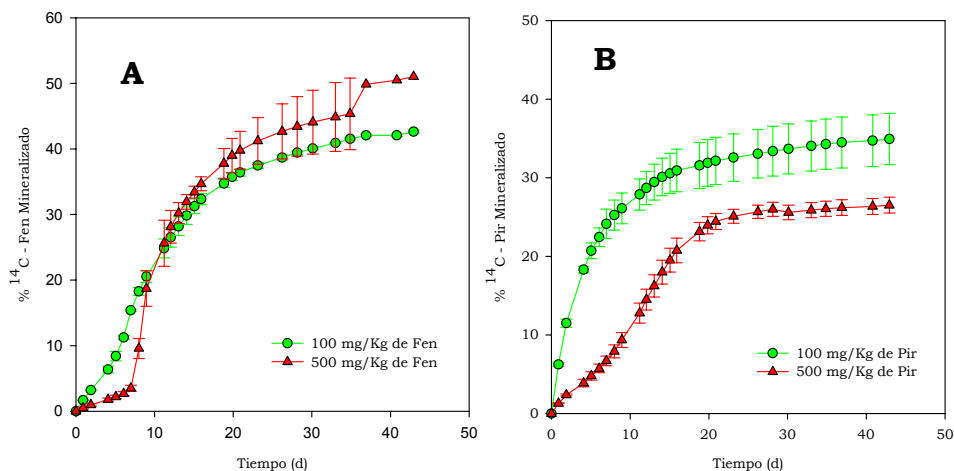 A
% ¹⁴C - Fen Mineralizado
60
50
40
30
20
10
0
100 mg/Kg de Fen
500 mg/Kg de Fen
0 10 20 30 40 50
Tiempo (d)
B
% ¹⁴C - Pir Mineralizado
50
40
30
20
10
0
100 mg/Kg de Pir
500 mg/Kg de Pir
0 10 20 30 40 50
Tiempo (d)